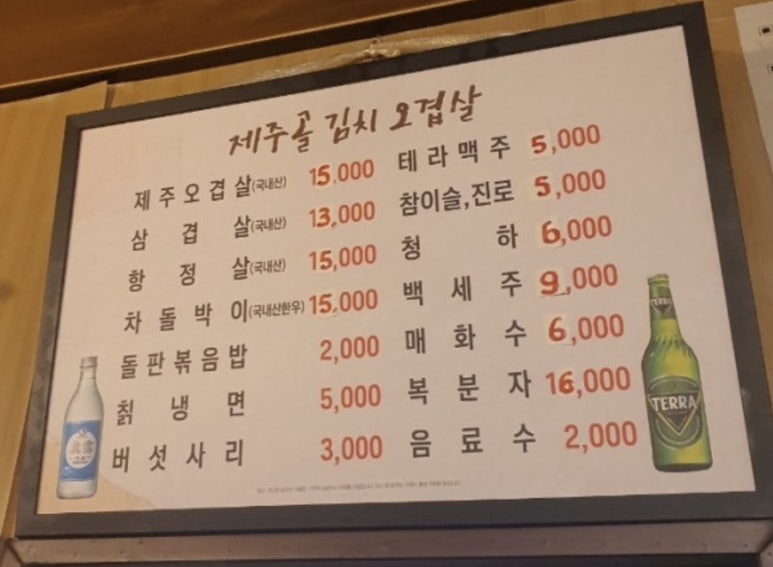 제주골 김치 오겹살
제주오겹살(국내산) 15,000
삼겹살(국내산) 13,000
항정살(국내산) 15,000
차돌박이(국내산한우) 15,000
돌판볶음밥 2,000
칡냉면 5,000
버섯사리 3,000
테라맥주 5,000
참이슬,진로 5,000
청하 6,000
백세주 9,000
매화수 6,000
복분자 16,000
음료수 2,000
TERRA
TERRA